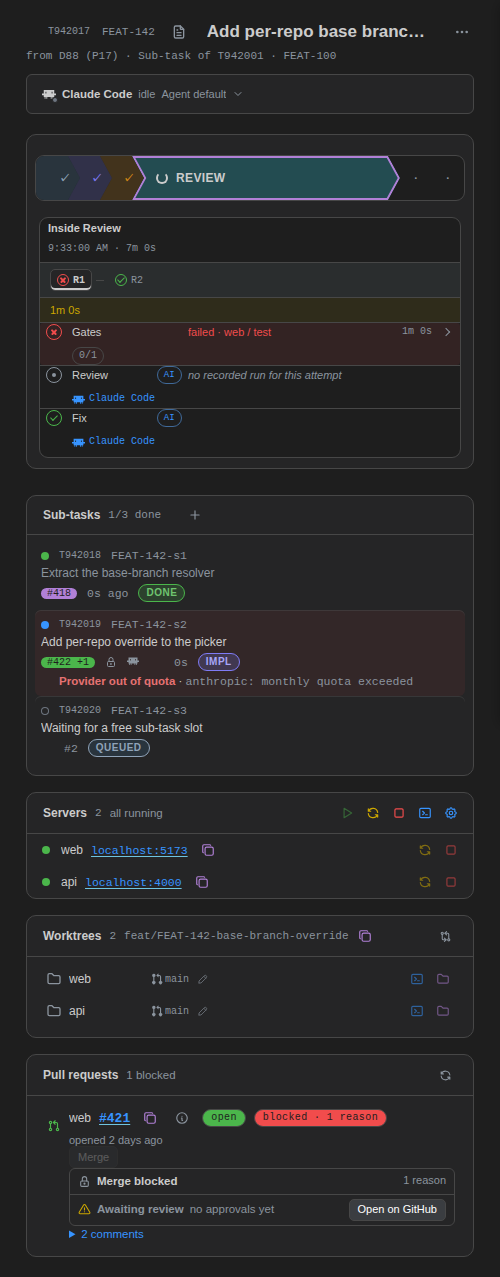 T942017 FEAT-142 Add per-repo base branc…
from D88 (P17) · Sub-task of T942001 · FEAT-100
Claude Code idle Agent default
REVIEW
Inside Review
9:33:00 AM · 7m 0s
R1 — R2
1m 0s
Gates failed · web / test 1m 0s
0/1
Review AI no recorded run for this attempt
Claude Code
Fix AI
Claude Code
Sub-tasks 1/3 done
T942018 FEAT-142-s1
Extract the base-branch resolver
#418 0s ago DONE
T942019 FEAT-142-s2
Add per-repo override to the picker
#422 +1 0s IMPL
Provider out of quota · anthropic: monthly quota exceeded
T942020 FEAT-142-s3
Waiting for a free sub-task slot
#2 QUEUED
Servers 2 all running
web localhost:5173
api localhost:4000
Worktrees 2 feat/FEAT-142-base-branch-override
web main
api main
Pull requests 1 blocked
web #421 open blocked · 1 reason
opened 2 days ago
Merge
Merge blocked 1 reason
Awaiting review no approvals yet Open on GitHub
2 comments